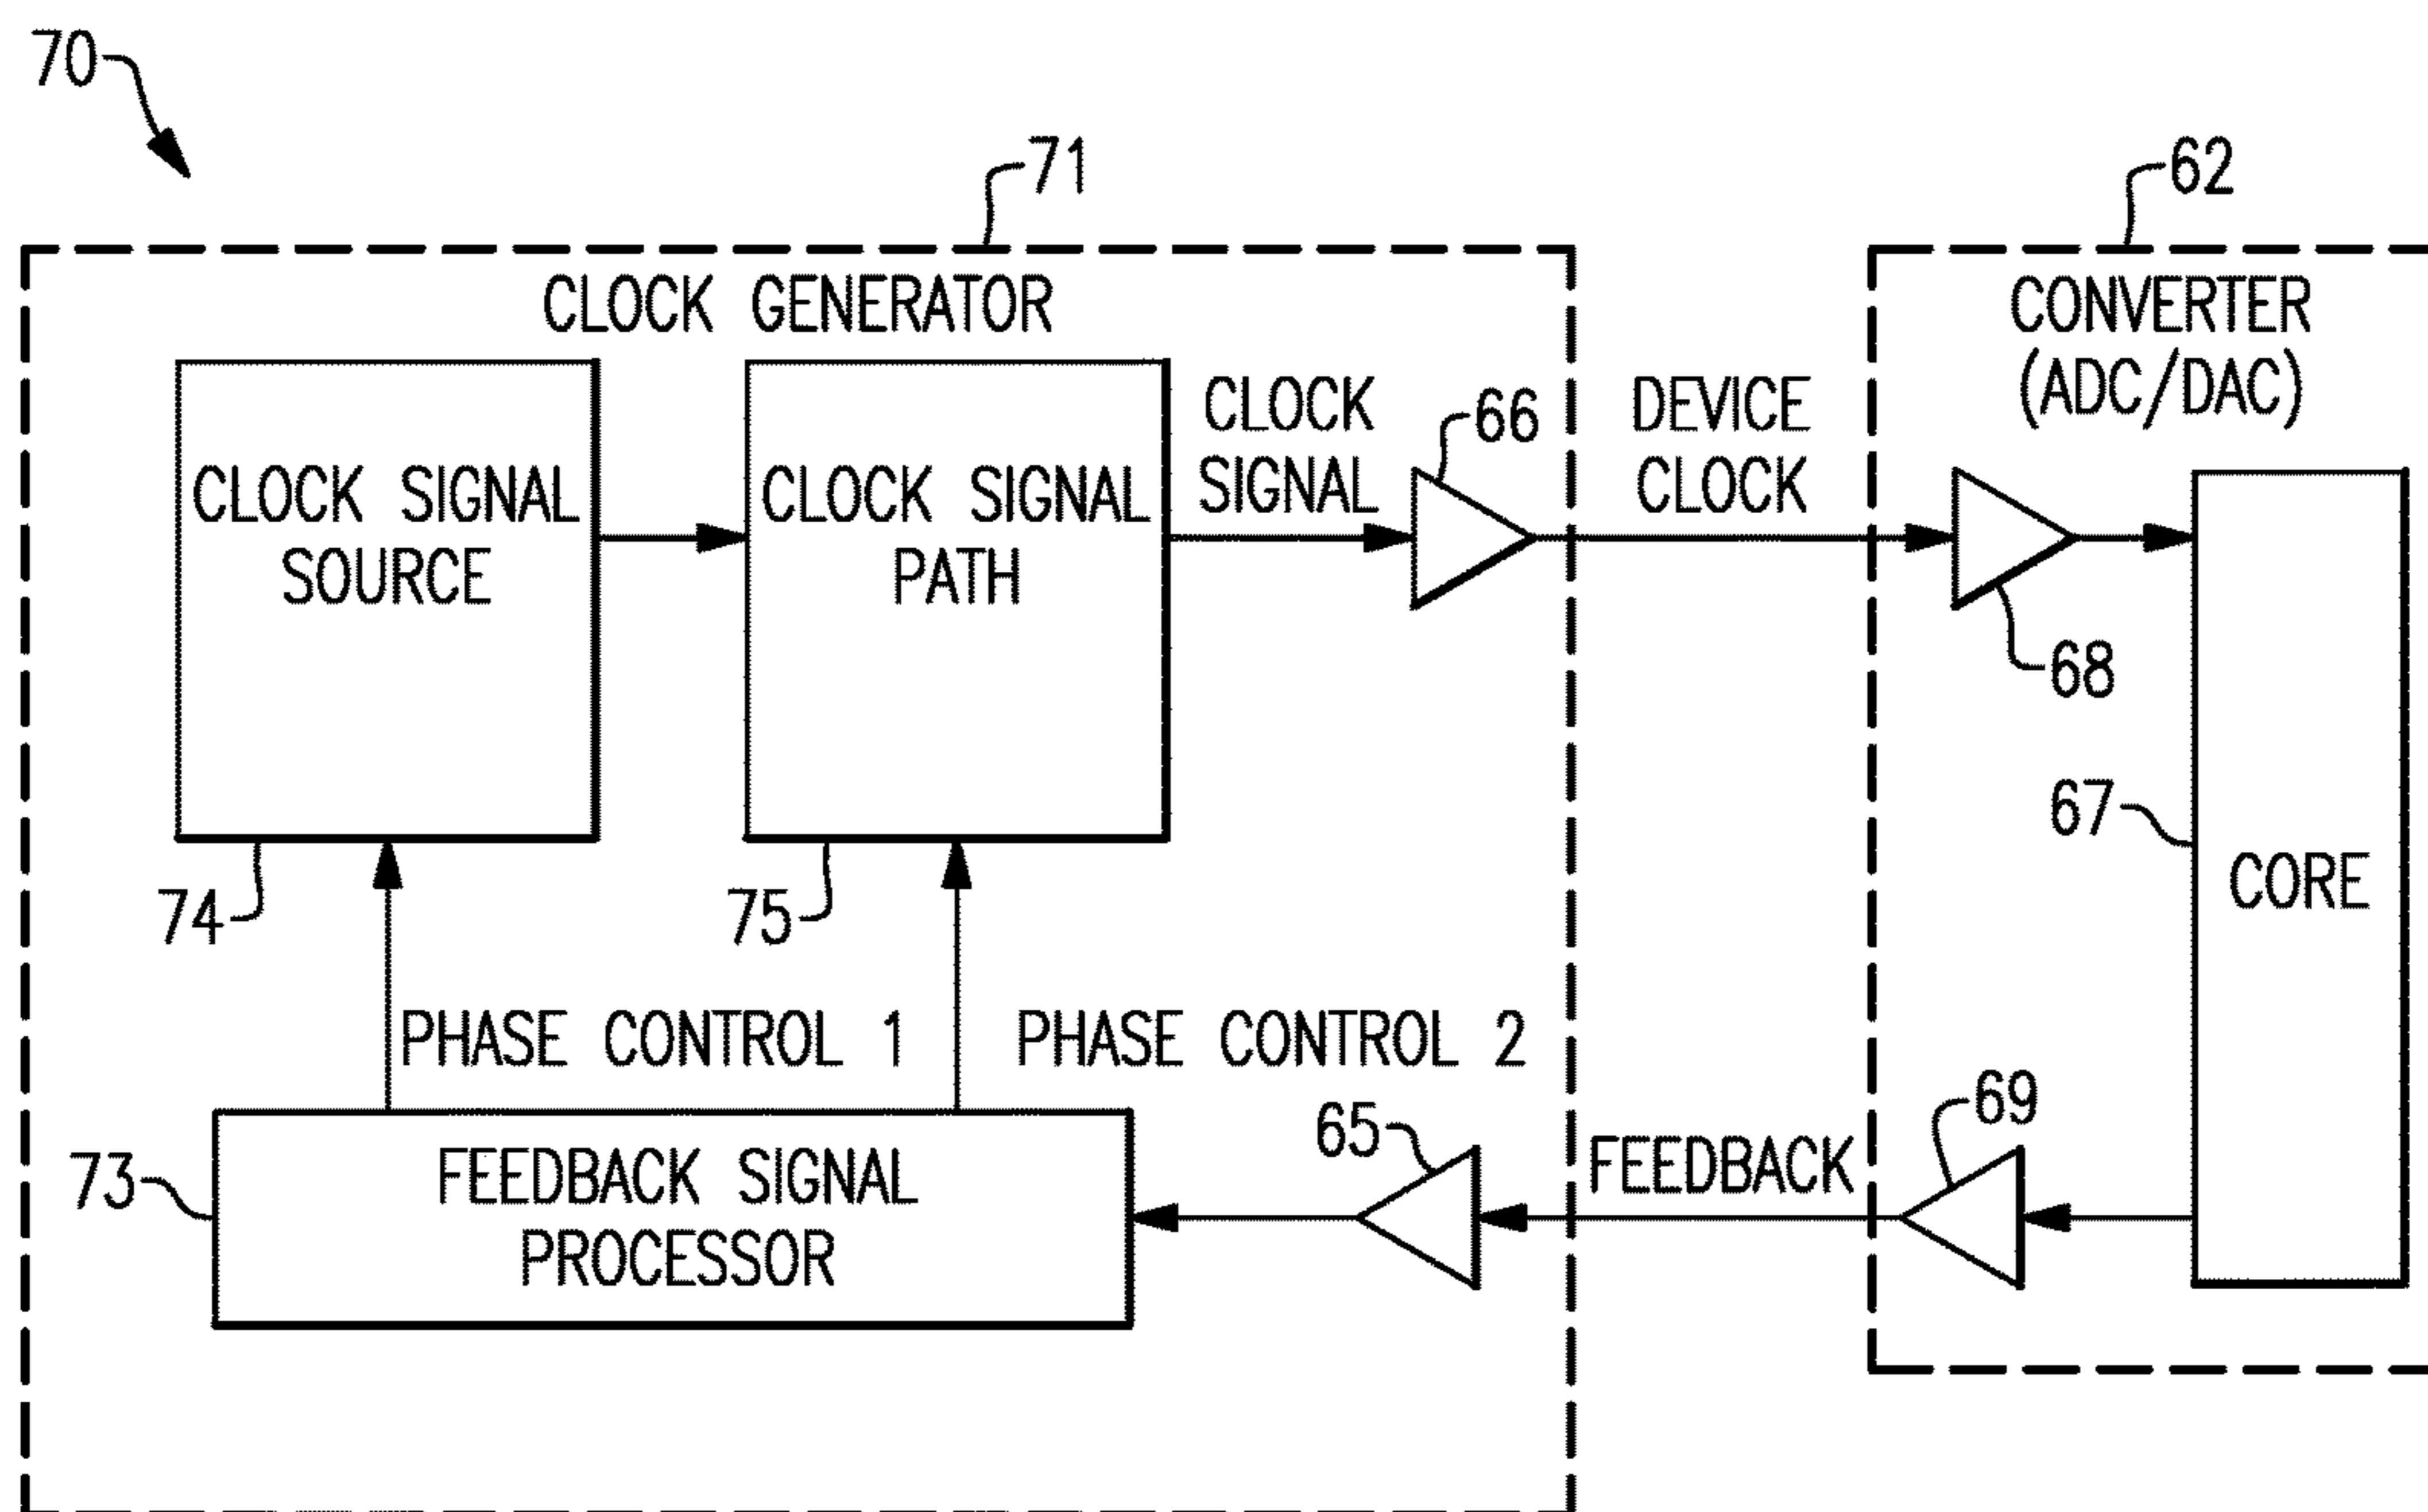 70
71
62
CLOCK GENERATOR
CONVERTER
(ADC/DAC)
CLOCK SIGNAL
SOURCE
CLOCK SIGNAL
PATH
CLOCK
SIGNAL
66
DEVICE
CLOCK
68
67
CORE
74
75
PHASE CONTROL 1
PHASE CONTROL 2
73
FEEDBACK SIGNAL
PROCESSOR
65
FEEDBACK
69